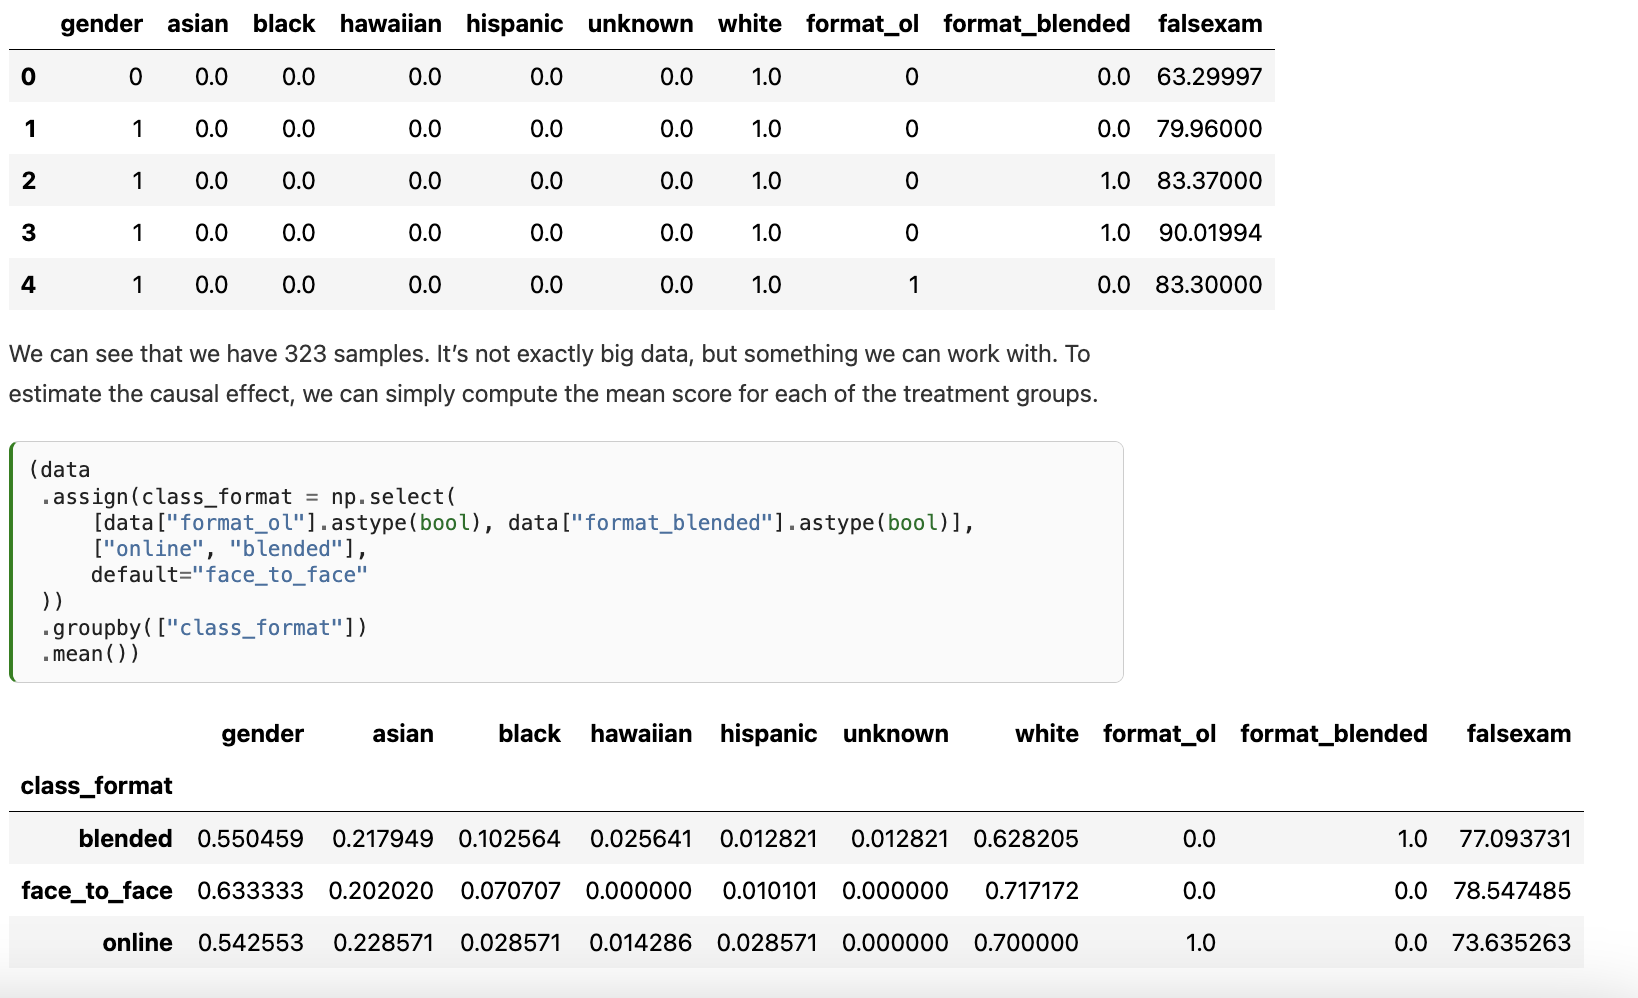 gender asian black hawaiian hispanic unknown white format_ol format_blended falsexam
0 0 0.0 0.0 0.0 0.0 0.0 1.0 0 0.0 63.29997
1 1 0.0 0.0 0.0 0.0 0.0 1.0 0 0.0 79.96000
2 1 0.0 0.0 0.0 0.0 0.0 1.0 0 1.0 83.37000
3 1 0.0 0.0 0.0 0.0 0.0 1.0 0 1.0 90.01994
4 1 0.0 0.0 0.0 0.0 0.0 1.0 1 0.0 83.30000
We can see that we have 323 samples. It’s not exactly big data, but something we can work with. To
estimate the causal effect, we can simply compute the mean score for each of the treatment groups.
(data
 .assign(class_format = np.select(
     [data["format_ol"].astype(bool), data["format_blended"].astype(bool)],
     ["online", "blended"],
     default="face_to_face"
 ))
 .groupby(["class_format"])
 .mean())
gender asian black hawaiian hispanic unknown white format_ol format_blended falsexam
class_format
blended 0.550459 0.217949 0.102564 0.025641 0.012821 0.012821 0.628205 0.0 1.0 77.093731
face_to_face 0.633333 0.202020 0.070707 0.000000 0.010101 0.000000 0.717172 0.0 0.0 78.547485
online 0.542553 0.228571 0.028571 0.014286 0.028571 0.000000 0.700000 1.0 0.0 73.635263